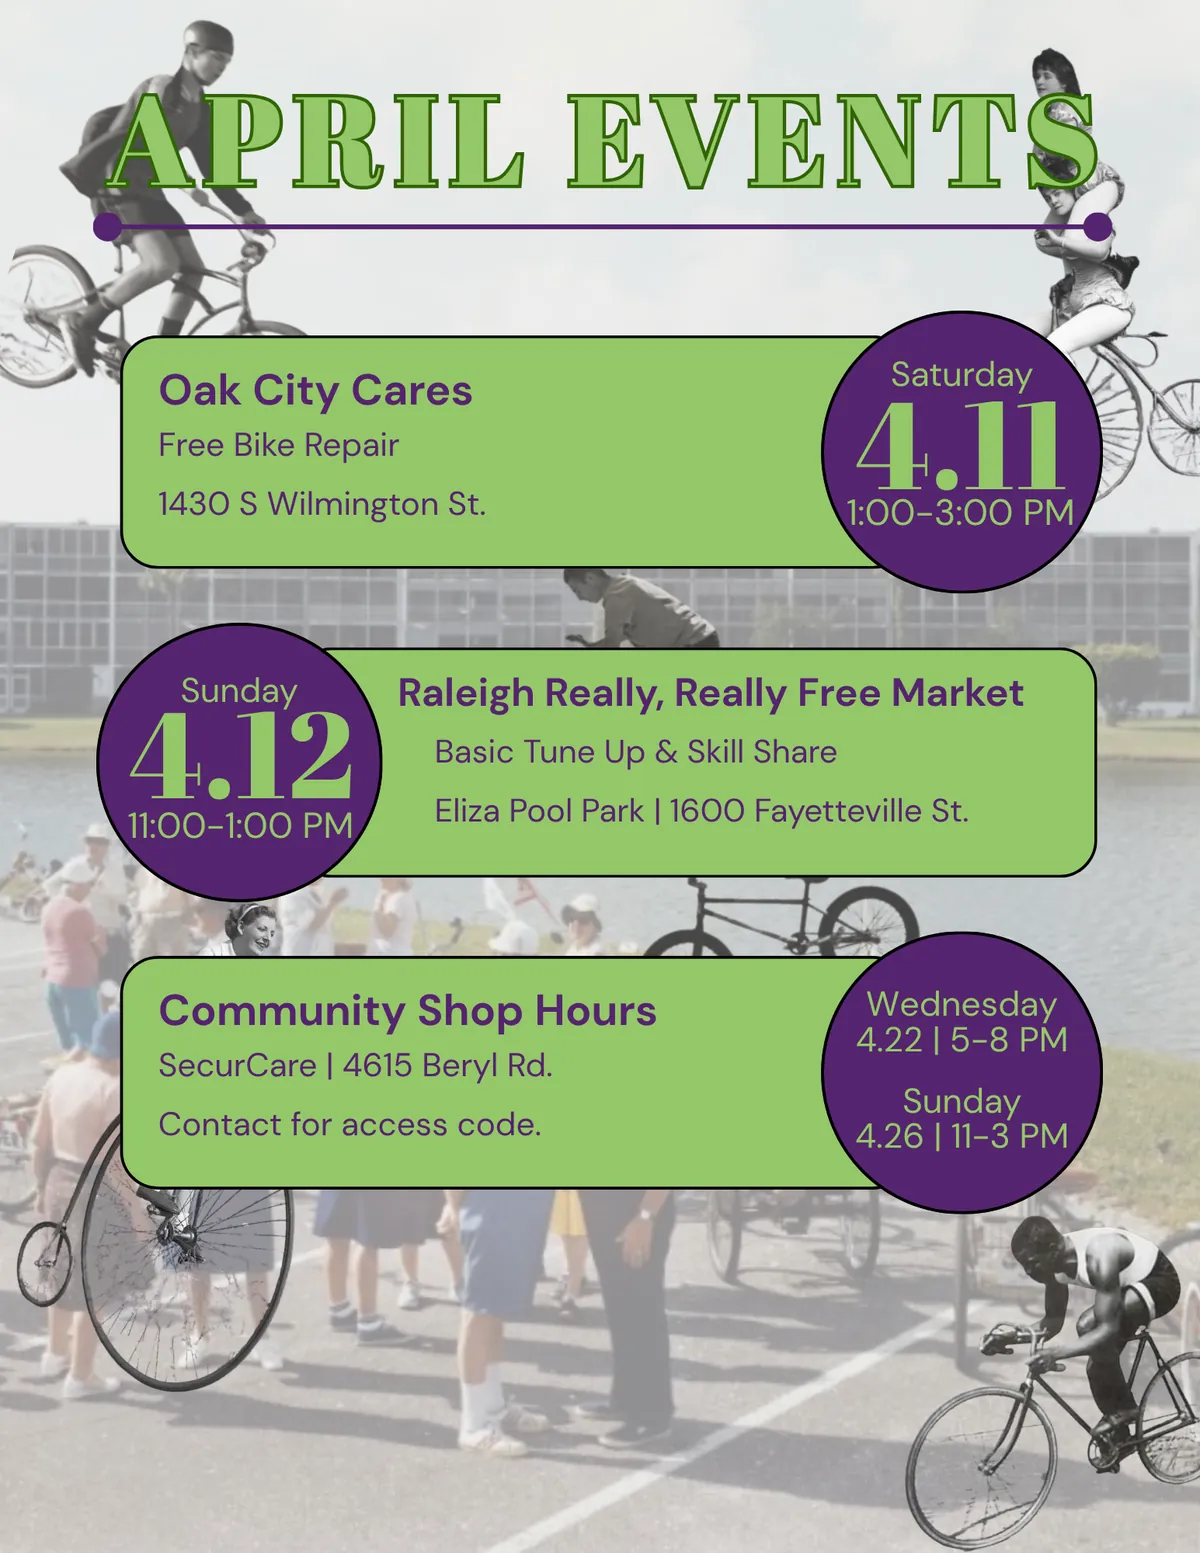 APRIL EVENTS
Oak City Cares
Free Bike Repair
1430 S Wilmington St.
Saturday
4.11
1:00-3:00 PM
Sunday
4.12
11:00-1:00 PM
Raleigh Really, Really Free Market
Basic Tune Up & Skill Share
Eliza Pool Park | 1600 Fayetteville St.
Community Shop Hours
SecurCare | 4615 Beryl Rd.
Contact for access code.
Wednesday
4.22 | 5-8 PM
Sunday
4.26 | 11-3 PM